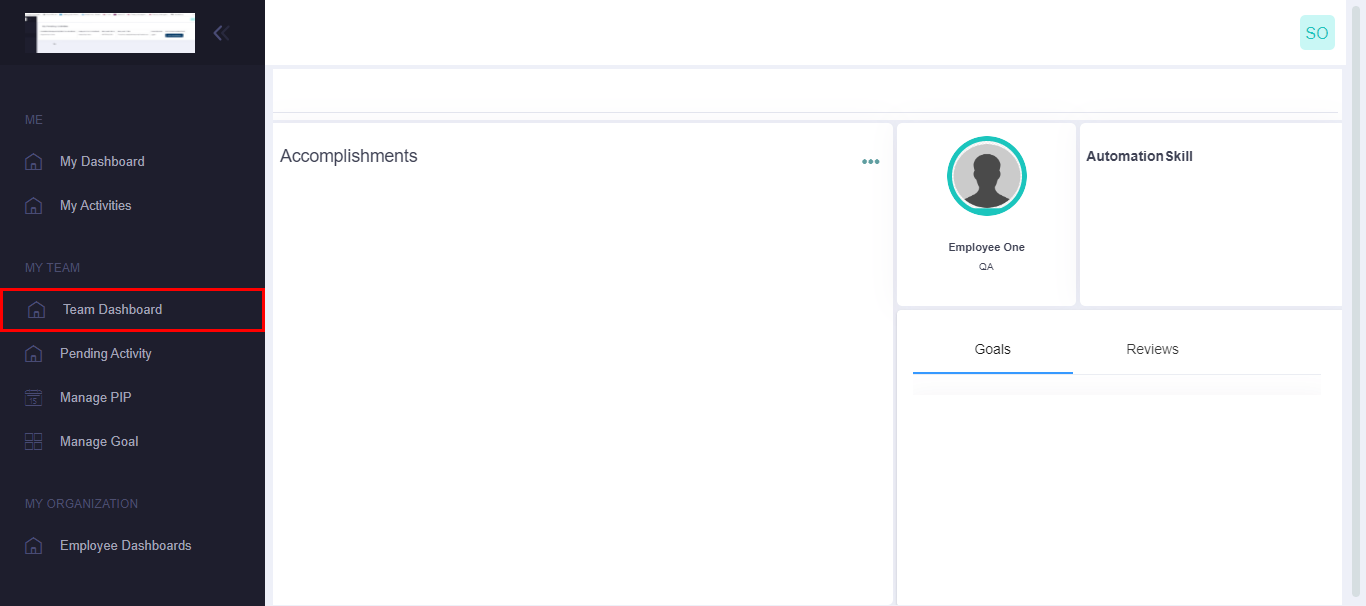 SO
ME
My Dashboard
My Activities
MY TEAM
Team Dashboard
Pending Activity
15
Manage PIP
Manage Goal
MY ORGANIZATION
Employee Dashboards
Accomplishments
Employee One
QA
Automation Skill
Goals
Reviews